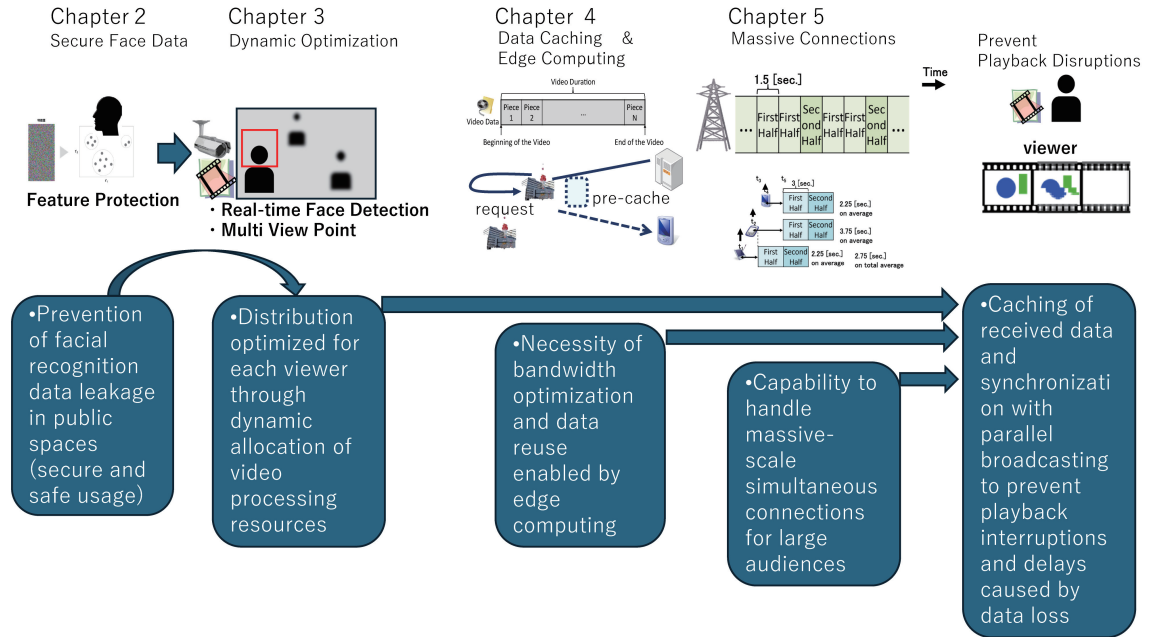 Chapter 2
Secure Face Data
Feature Protection
Chapter 3
Dynamic Optimization
・Real-time Face Detection
・Multi View Point
Chapter 4
Data Caching &
Edge Computing
Video Duration
Video Data
Piece
1
Piece
2
...
Piece
N
Beginning of the Video
End of the Video
request
pre-cache
Chapter 5
Massive Connections
Time
1.5 [sec.]
...
First
Half
First
Half
Sec
ond
Half
First
Half
First
Half
Sec
ond
Half
...
3 [sec.]
First
Half
Second
Half
2.25 [sec.]
on average
First
Half
Second
Half
3.75 [sec.]
on average
First
Half
Second
Half
2.25 [sec.]
on average
2.75 [sec.]
on total average
Prevent
Playback Disruptions
viewer
•Prevention
of facial
recognition
data leakage
in public
spaces
(secure and
safe usage)
•Distribution
optimized for
each viewer
through
dynamic
allocation of
video
processing
resources
•Necessity of
bandwidth
optimization
and data
reuse
enabled by
edge
computing
•Capability to
handle
massive-
scale
simultaneous
connections
for large
audiences
•Caching of
received data
and
synchronizati
on with
parallel
broadcasting
to prevent
playback
interruptions
and delays
caused by
data loss